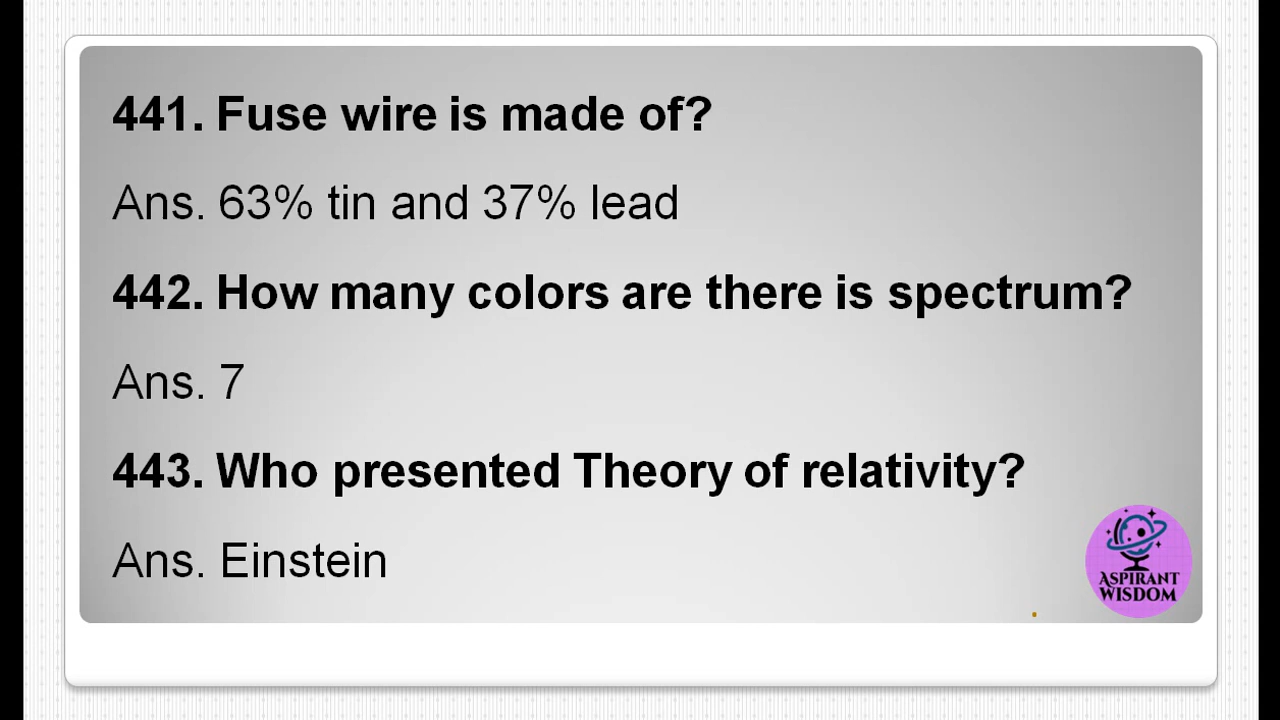 441. Fuse wire is made of?
Ans. 63% tin and 37% lead
442. How many colors are there is spectrum?
Ans. 7
443. Who presented Theory of relativity?
Ans. Einstein
ASPIRANT
WISDOM